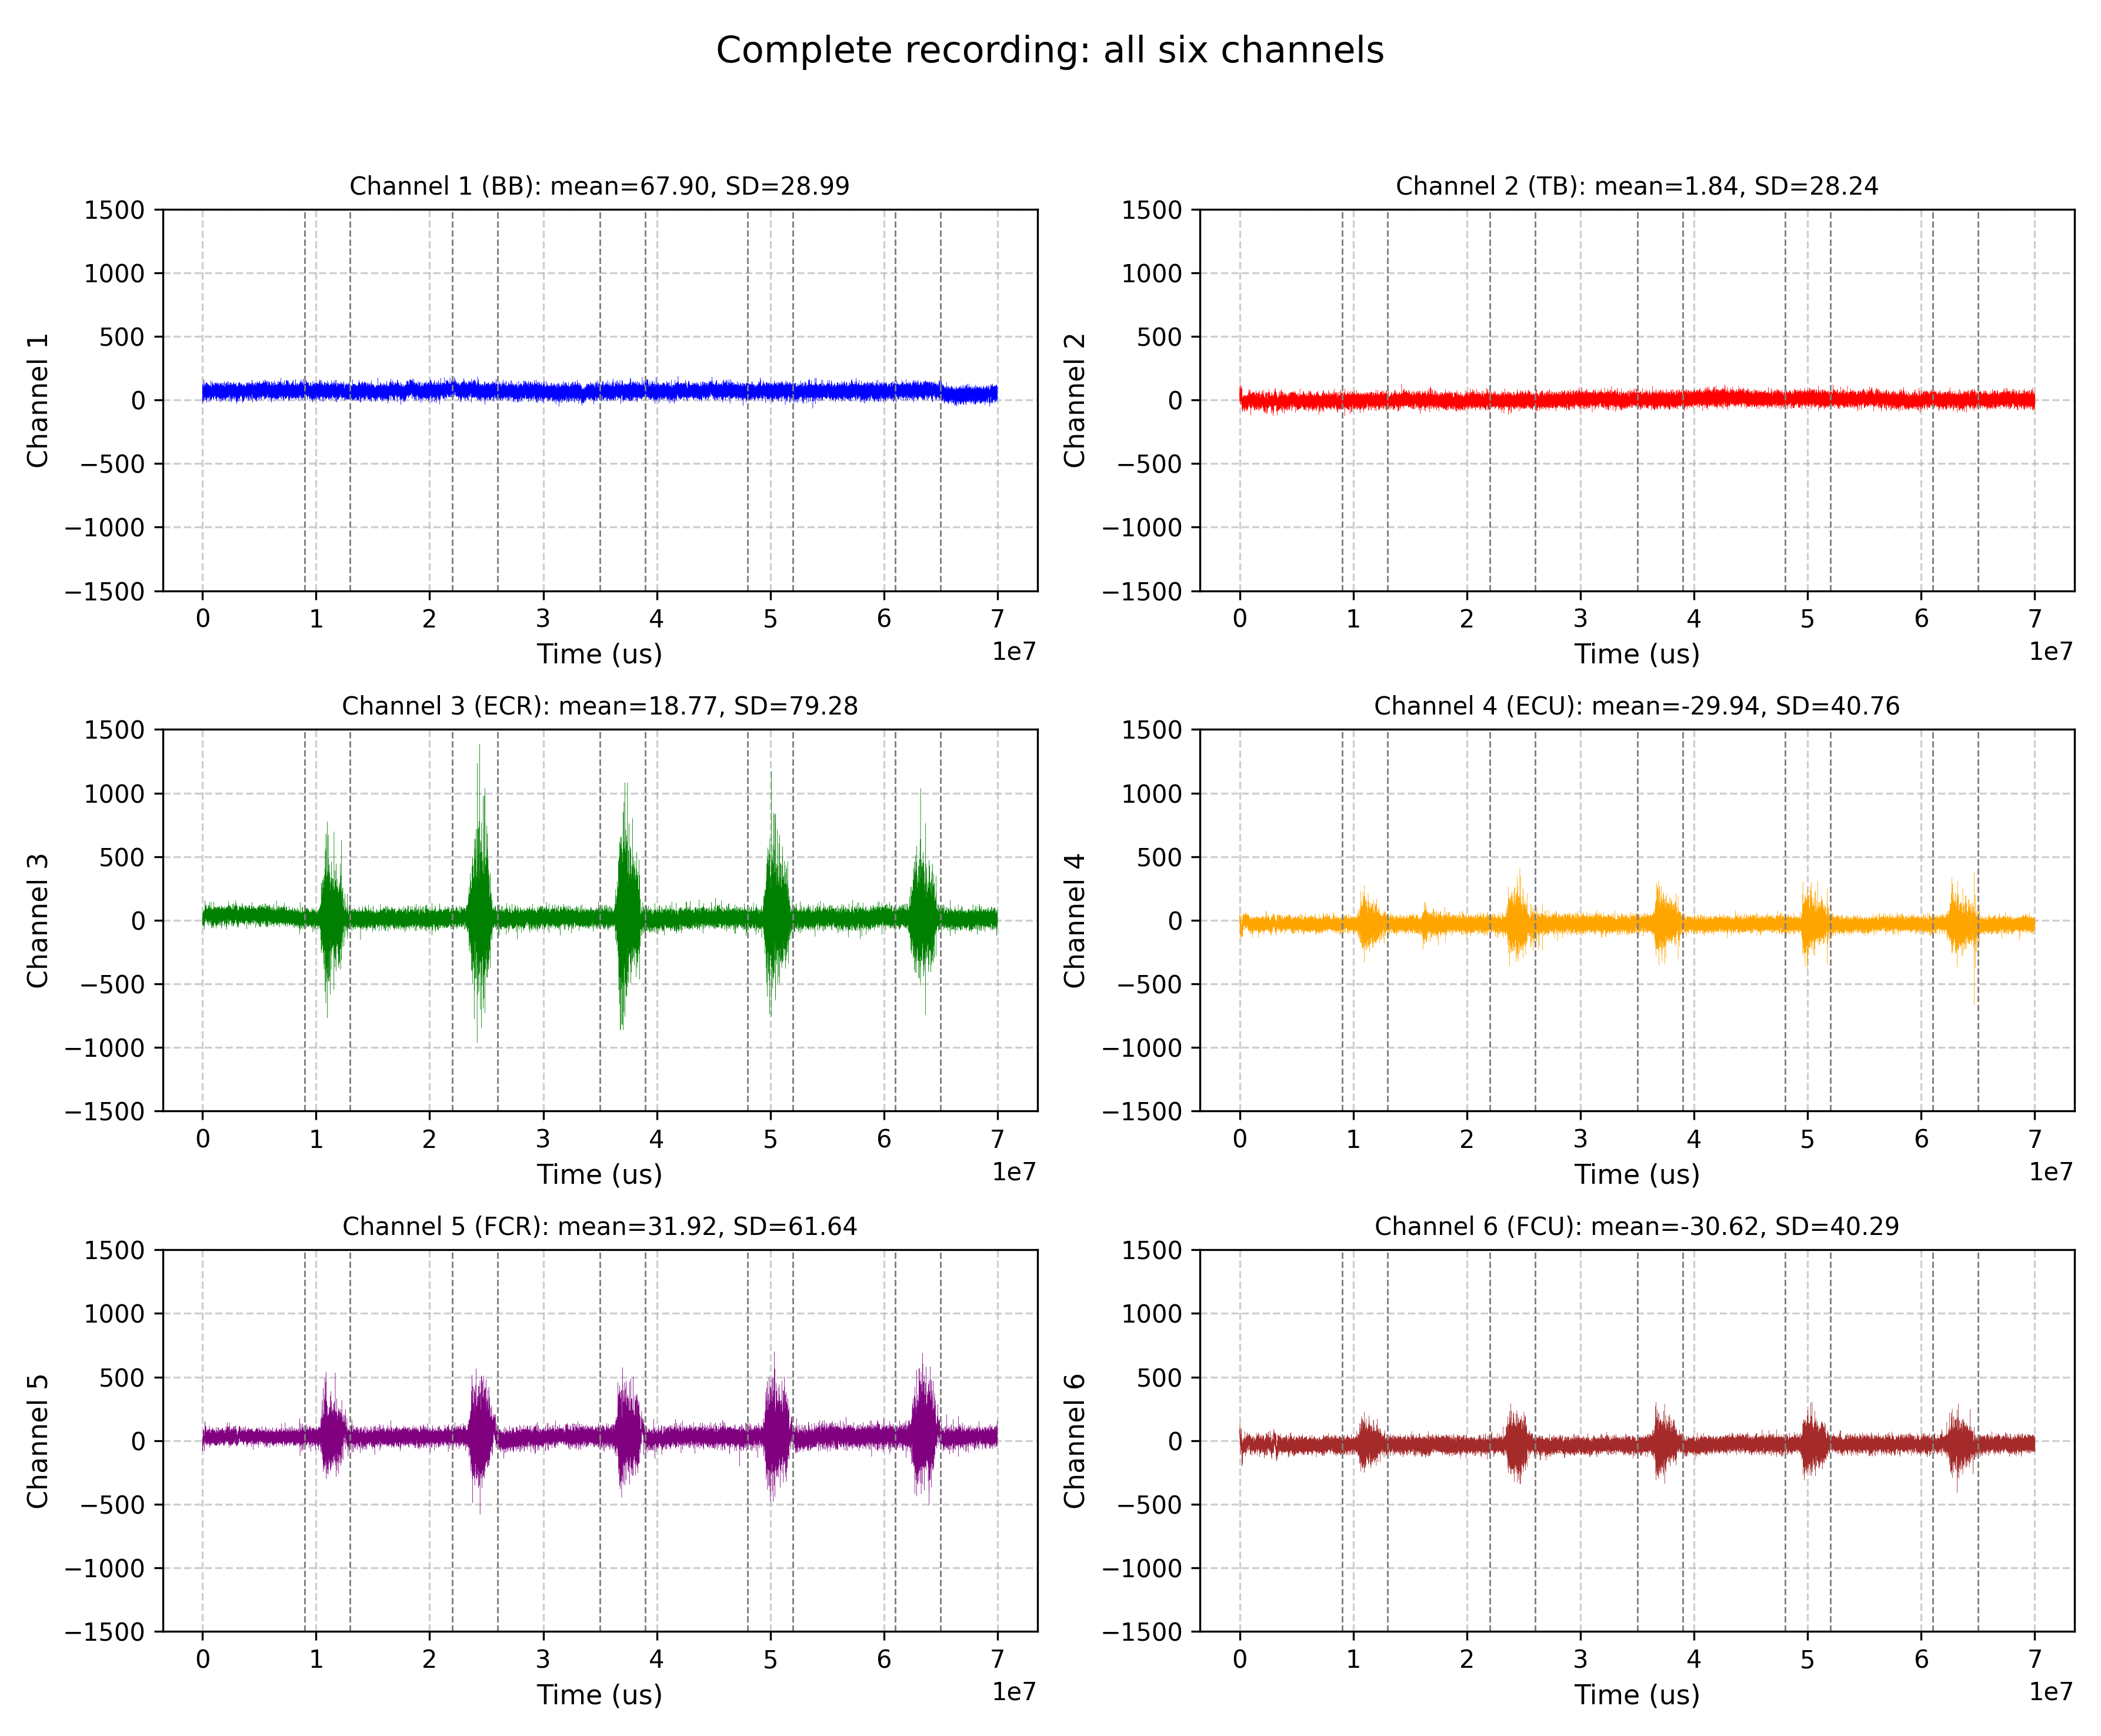 Complete recording: all six channels
Channel 1 (BB): mean=67.90, SD=28.99
1500
1000
500
0
−500
−1000
−1500
Channel 1
0 1 2 3 4 5 6 7
Time (us)
1e7
Channel 2 (TB): mean=1.84, SD=28.24
1500
1000
500
0
−500
−1000
−1500
Channel 2
0 1 2 3 4 5 6 7
Time (us)
1e7
Channel 3 (ECR): mean=18.77, SD=79.28
1500
1000
500
0
−500
−1000
−1500
Channel 3
0 1 2 3 4 5 6 7
Time (us)
1e7
Channel 4 (ECU): mean=-29.94, SD=40.76
1500
1000
500
0
−500
−1000
−1500
Channel 4
0 1 2 3 4 5 6 7
Time (us)
1e7
Channel 5 (FCR): mean=31.92, SD=61.64
1500
1000
500
0
−500
−1000
−1500
Channel 5
0 1 2 3 4 5 6 7
Time (us)
1e7
Channel 6 (FCU): mean=-30.62, SD=40.29
1500
1000
500
0
−500
−1000
−1500
Channel 6
0 1 2 3 4 5 6 7
Time (us)
1e7